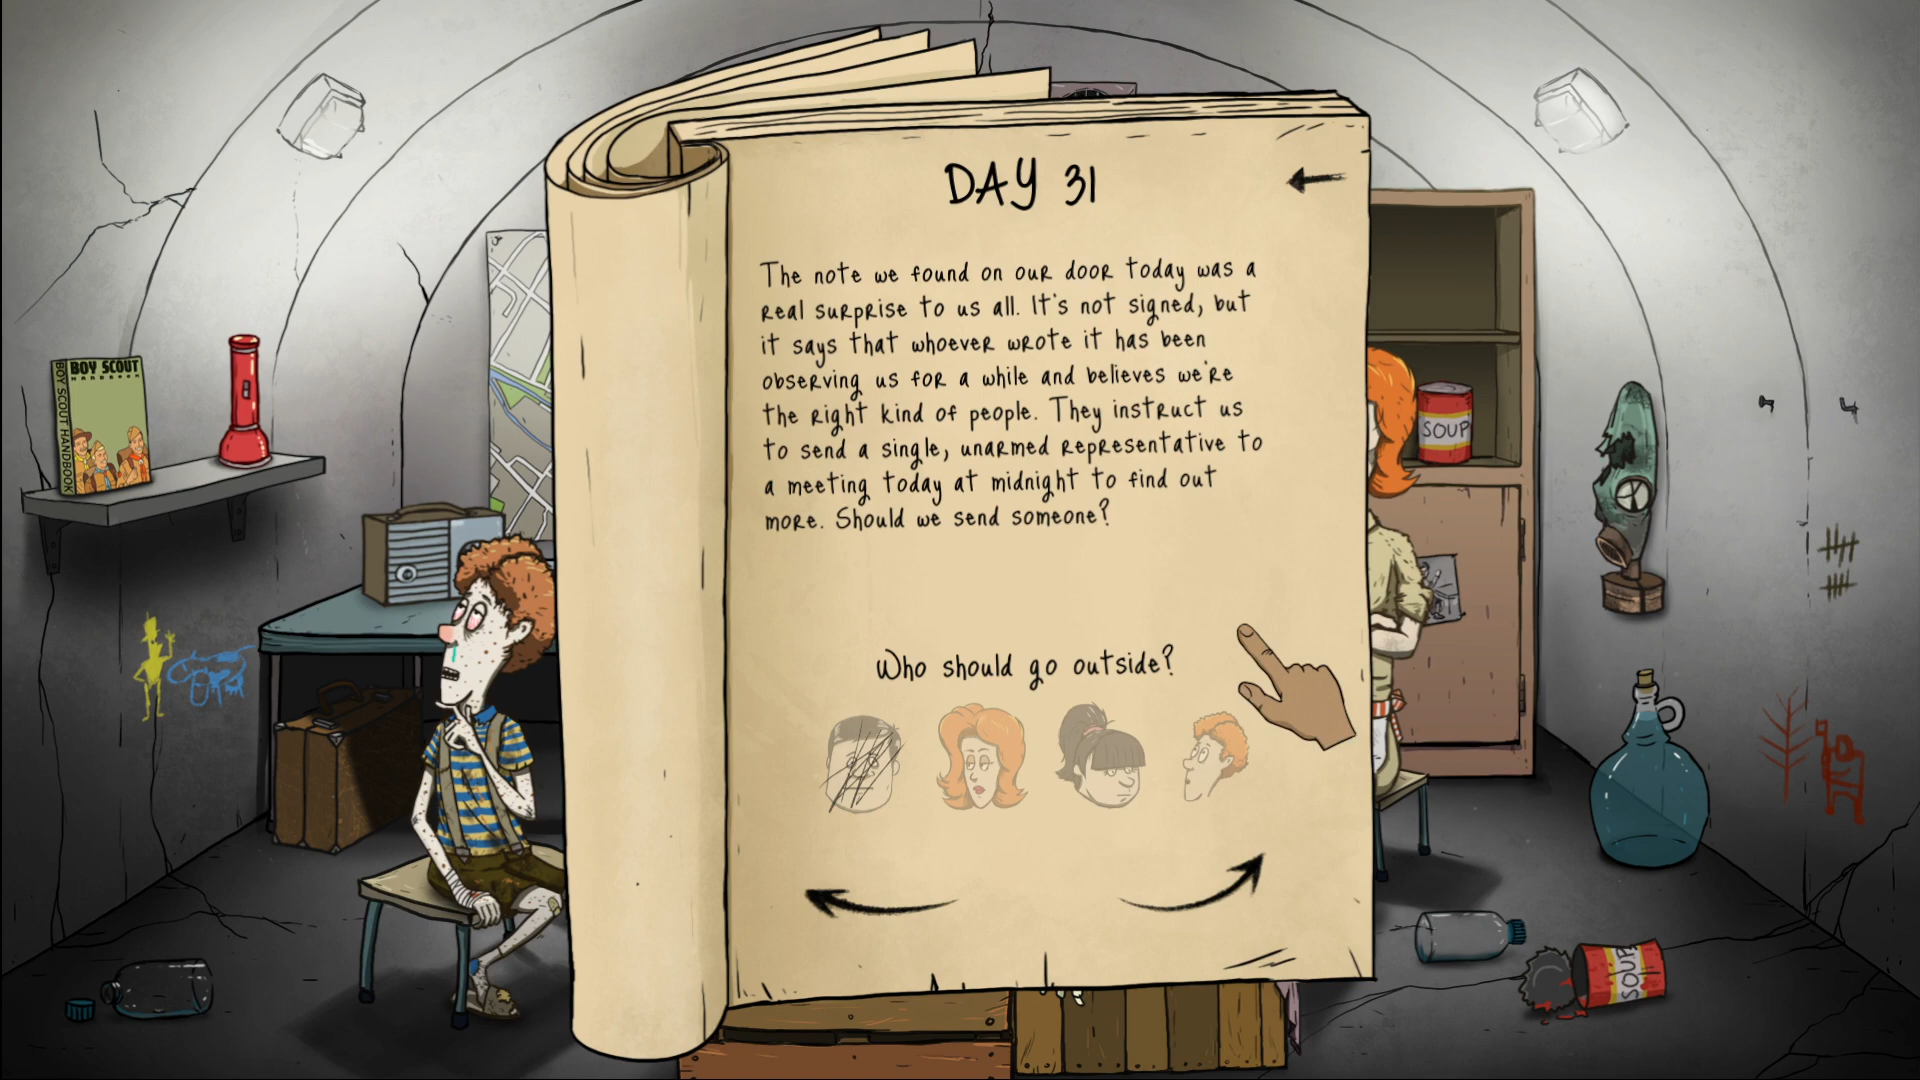 DAY 31
The note we found on our door today was a
real surprise to us all. It's not signed, but
it says that whoever wrote it has been
observing us for a while and believes we're
the right kind of people. They instruct us
to send a single, unarmed representative to
a meeting today at midnight to find out
more. Should we send someone?
Who should go outside?
BOY SCOUT
HANDBOOK
BOY SCOUT HANDBOOK
SOUP
SOUP